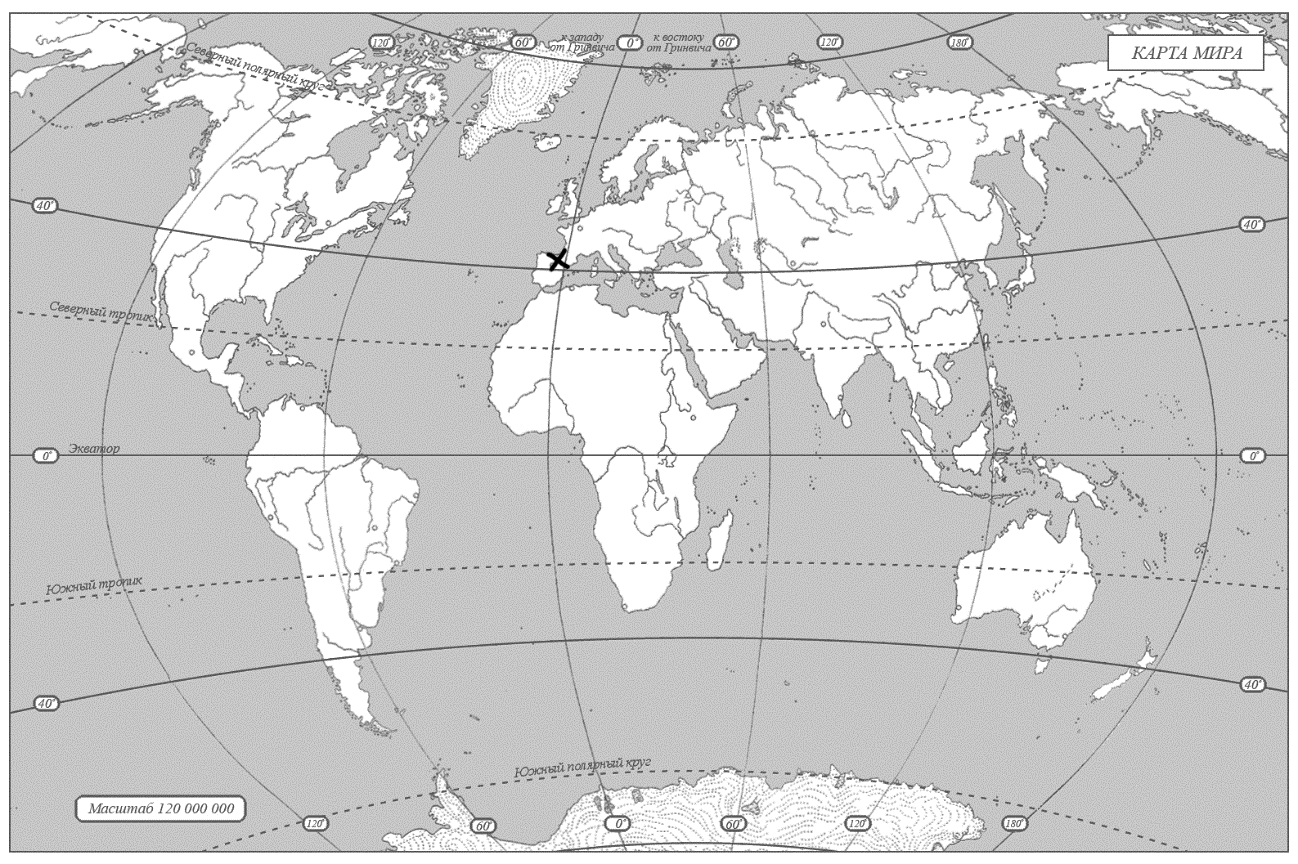 120°
60°
к западу
от Гринвича
0°
к востоку
от Гринвича
60°
120°
180°
КАРТА МИРА
Северный полярный круг
40°
40°
Северный тропик
Экватор
0°
0°
Южный тропик
40°
40°
Южный полярный круг
Масштаб 120 000 000
120°
60°
0°
60°
120°
180°